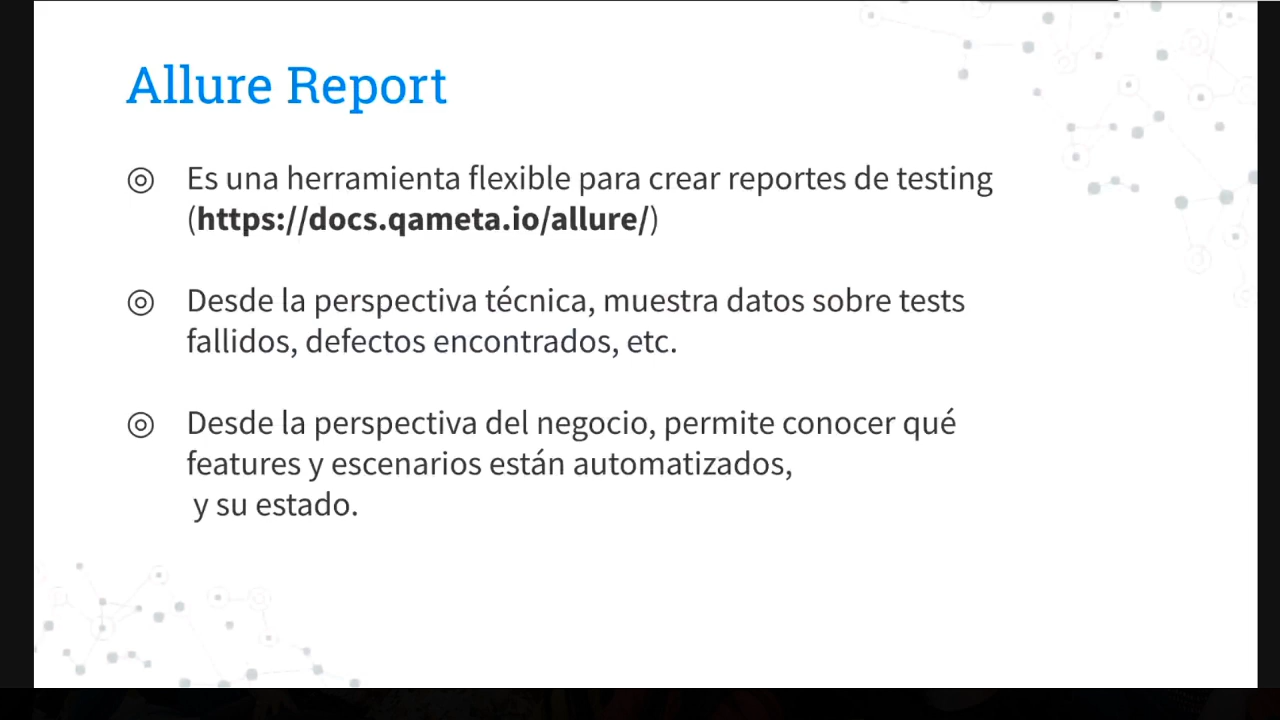 Allure Report
Es una herramienta flexible para crear reportes de testing
(https://docs.qameta.io/allure/)
Desde la perspectiva técnica, muestra datos sobre tests
fallidos, defectos encontrados, etc.
Desde la perspectiva del negocio, permite conocer qué
features y escenarios están automatizados,
y su estado.